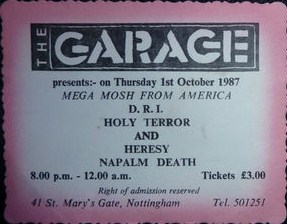 THE GARAGE
presents:- on Thursday 1st October 1987
MEGA MOSH FROM AMERICA
D. R. I.
HOLY TERROR
AND
HERESY
NAPALM DEATH
8.00 p.m. - 12.00 a.m. Tickets £3.00
Right of admission reserved
41 St. Mary's Gate, Nottingham Tel. 501251